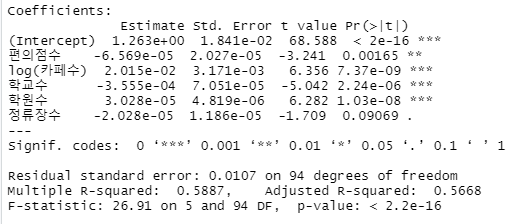 Coefficients:
Estimate Std. Error t value Pr(>|t|)
(Intercept) 1.263e+00 1.841e-02 68.588 < 2e-16 ***
편의점수 -6.569e-05 2.027e-05 -3.241 0.00165 **
log(카페수) 2.015e-02 3.171e-03 6.356 7.37e-09 ***
학교수 -3.555e-04 7.051e-05 -5.042 2.24e-06 ***
학원수 3.028e-05 4.819e-06 6.282 1.03e-08 ***
정류장수 -2.028e-05 1.186e-05 -1.709 0.09069 .
---
Signif. codes: 0 ‘***’ 0.001 ‘**’ 0.01 ‘*’ 0.05 ‘.’ 0.1 ‘ ’ 1
Residual standard error: 0.0107 on 94 degrees of freedom
Multiple R-squared: 0.5887, Adjusted R-squared: 0.5668
F-statistic: 26.91 on 5 and 94 DF, p-value: < 2.2e-16